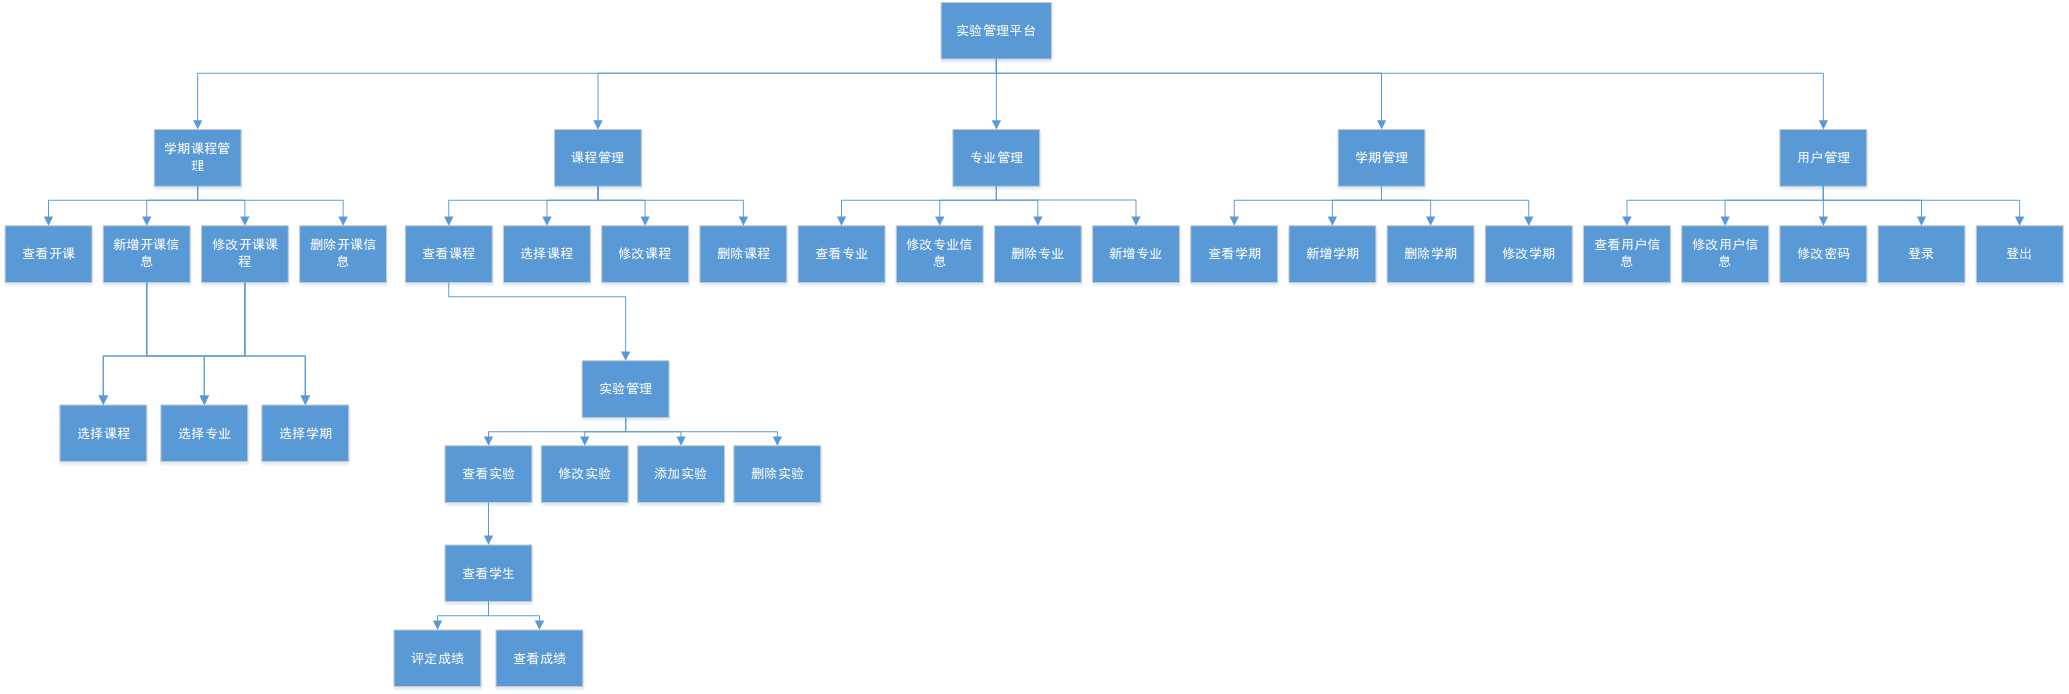 实验管理平台
学期课程管
理
课程管理
专业管理
学期管理
用户管理
查看开课
新增开课信
息
修改开课课
程
删除开课信
息
查看课程
选择课程
修改课程
删除课程
查看专业
修改专业信
息
删除专业
新增专业
查看学期
新增学期
删除学期
修改学期
查看用户信
息
修改用户信
息
修改密码
登录
登出
实验管理
选择课程
选择专业
选择学期
查看实验
修改实验
添加实验
删除实验
查看学生
评定成绩
查看成绩